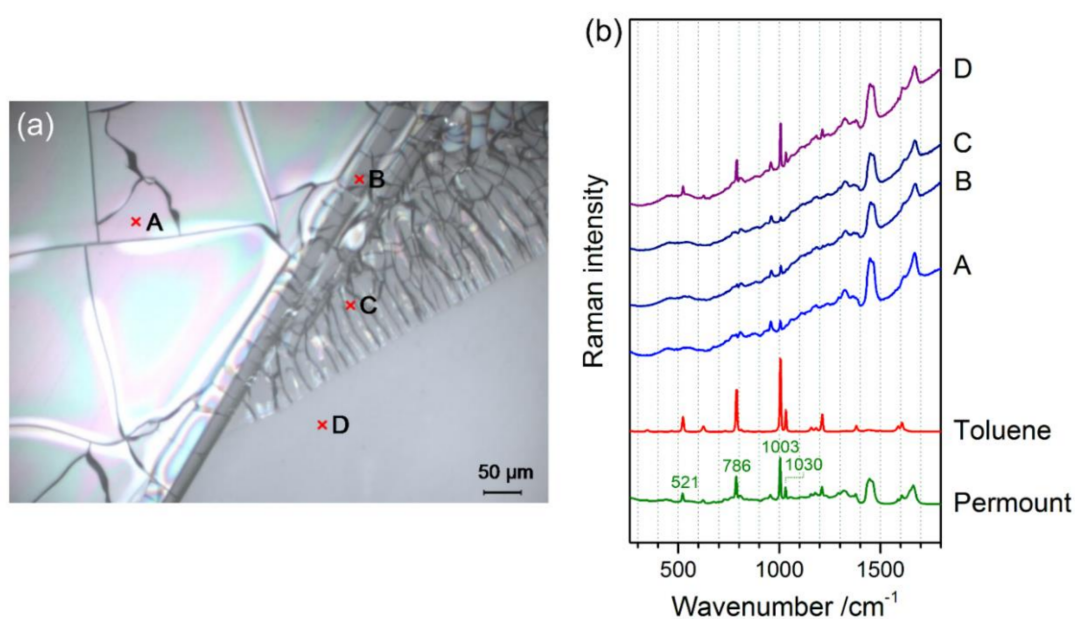 (a)
A
B
C
D
50 µm
(b)
D
C
B
A
Toluene
Permount
521
786
1003
1030
Raman intensity
500
1000
1500
Wavenumber /cm-1